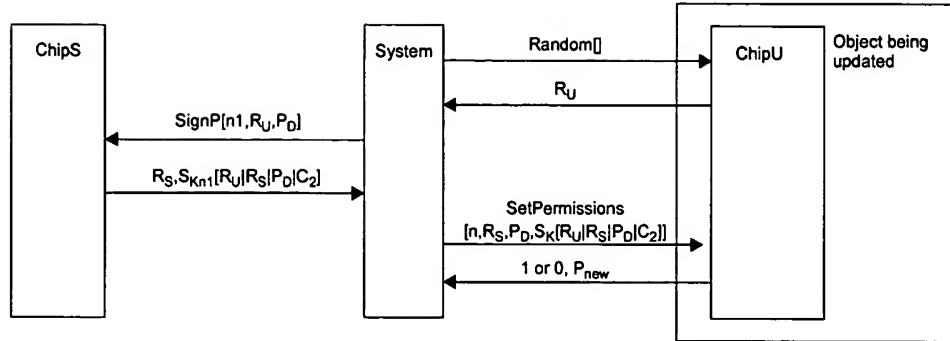 ChipS
System
Random[]
ChipU
Object being
updated
R_U
SignP[n1,R_U,P_D]
R_S,S_Kn1[R_U|R_S|P_D|C_2]
SetPermissions
[n,R_S,P_D,S_K[R_U|R_S|P_D|C_2]]
1 or 0, P_new